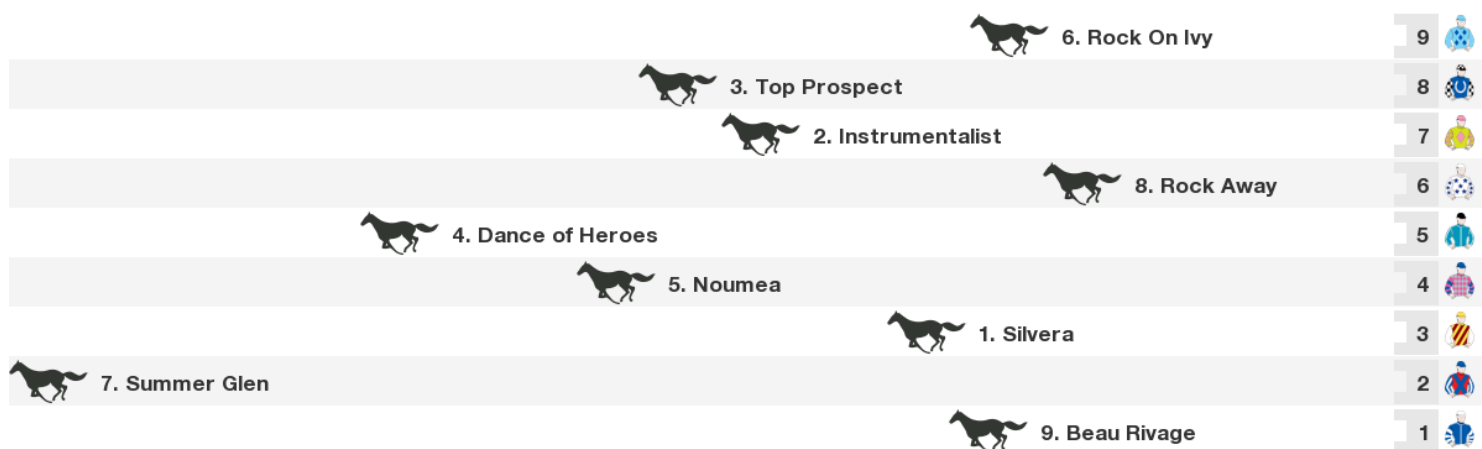 6. Rock On Ivy 9
3. Top Prospect 8
2. Instrumentalist 7
8. Rock Away 6
4. Dance of Heroes 5
5. Noumea 4
1. Silvera 3
7. Summer Glen 2
9. Beau Rivage 1